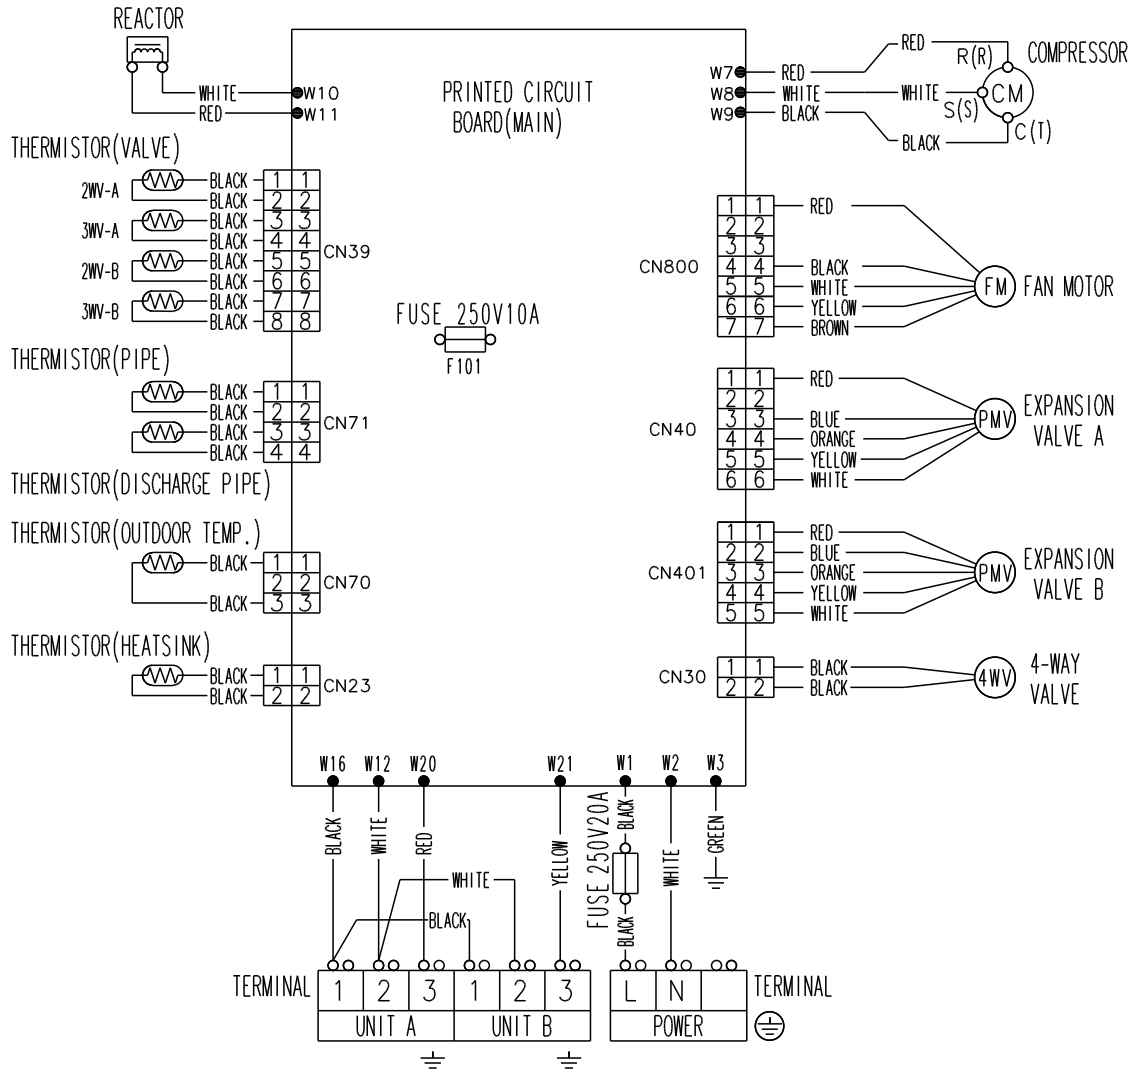 REACTOR
WHITE
W10
RED
W11
PRINTED CIRCUIT
BOARD(MAIN)
W7
RED
RED
R(R)
COMPRESSOR
W8
WHITE
WHITE
S(S)
CM
W9
BLACK
BLACK
C(T)
THERMISTOR(VALVE)
2WV-A
BLACK 1 1
BLACK 2 2
3WV-A
BLACK 3 3
BLACK 4 4
CN39
2WV-B
BLACK 5 5
BLACK 6 6
3WV-B
BLACK 7 7
BLACK 8 8
CN800
1 1 RED
2 2
3 3
4 4 BLACK
5 5 WHITE
6 6 YELLOW
7 7 BROWN
FM
FAN MOTOR
FUSE 250V10A
F101
THERMISTOR(PIPE)
BLACK 1 1
BLACK 2 2
BLACK 3 3
BLACK 4 4
CN71
THERMISTOR(DISCHARGE PIPE)
CN40
1 1 RED
2 2
3 3 BLUE
4 4 ORANGE
5 5 YELLOW
6 6 WHITE
PMV
EXPANSION
VALVE A
THERMISTOR(OUTDOOR TEMP.)
BLACK 1 1
2 2
BLACK 3 3
CN70
CN401
1 1 RED
2 2 BLUE
3 3 ORANGE
4 4 YELLOW
5 5 WHITE
PMV
EXPANSION
VALVE B
THERMISTOR(HEATSINK)
BLACK 1 1
BLACK 2 2
CN23
CN30
1 1 BLACK
2 2 BLACK
4WV
4-WAY
VALVE
W16 W12 W20 W21 W1 W2 W3
BLACK
WHITE
RED
YELLOW
BLACK
WHITE
GREEN
FUSE 250V20A
BLACK
WHITE
BLACK
TERMINAL 1 2 3 1 2 3 L N TERMINAL
UNIT A UNIT B POWER